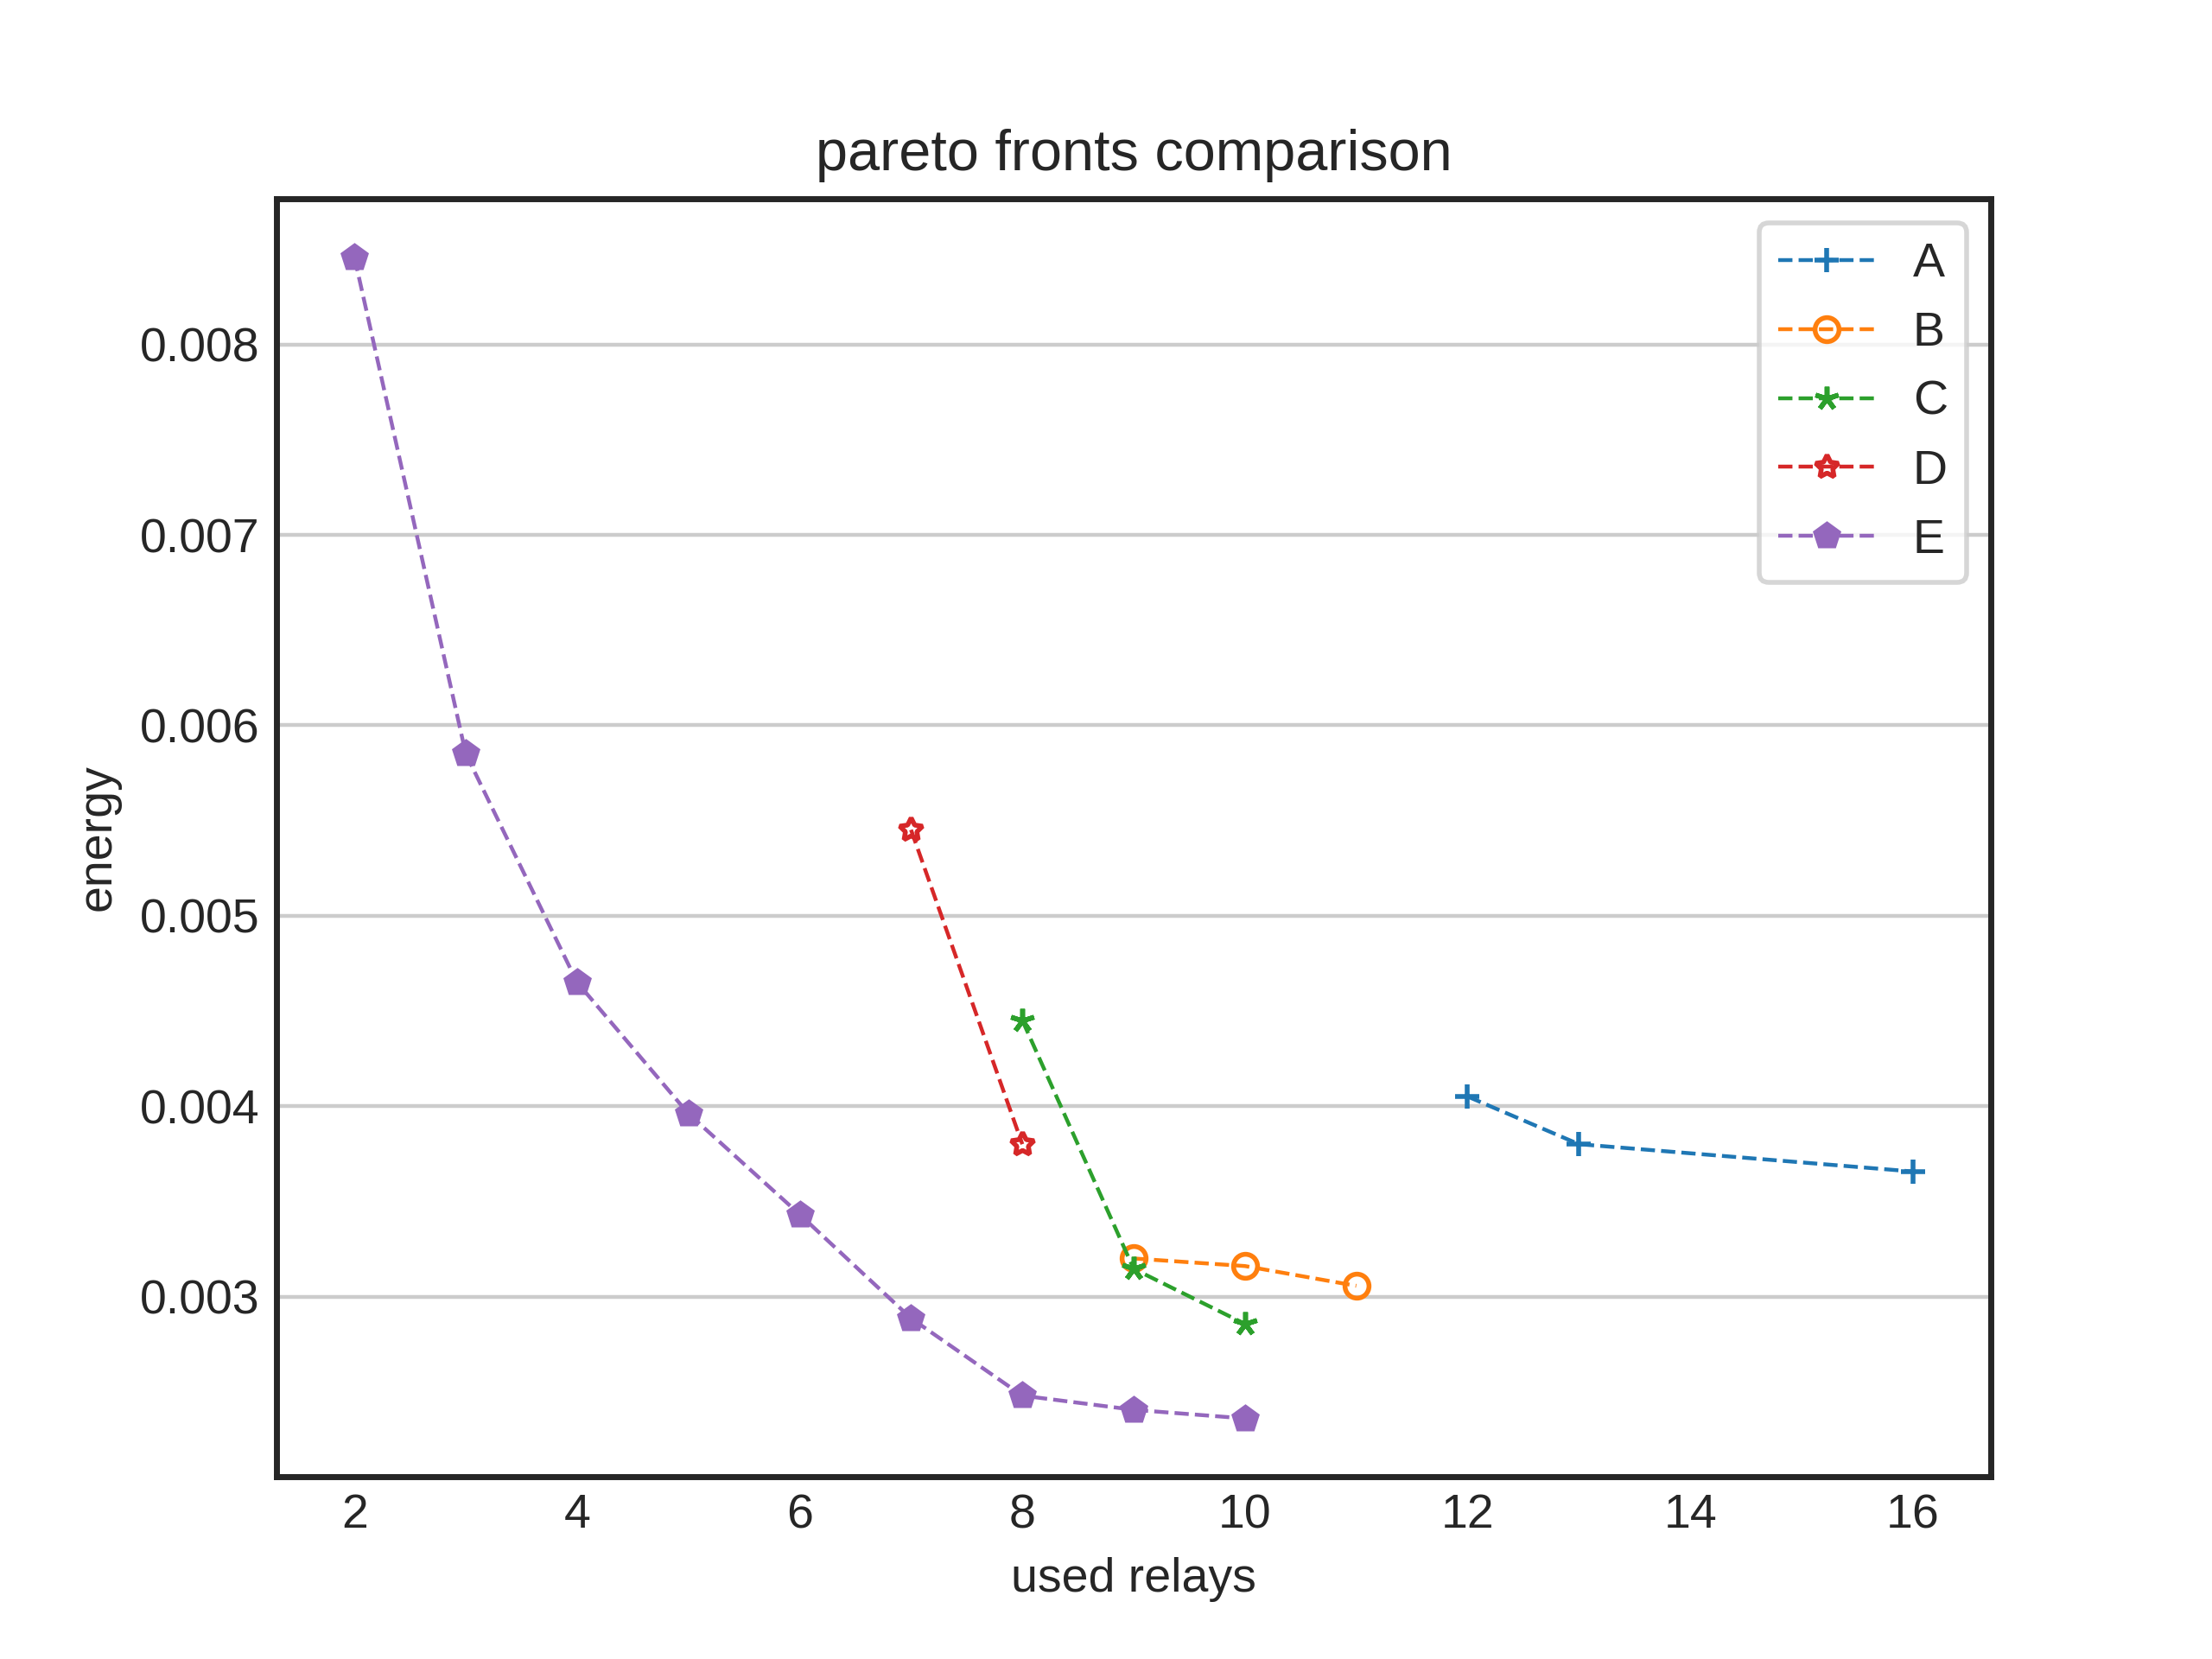 pareto fronts comparison
A
B
C
D
E
0.008
0.007
0.006
0.005
0.004
0.003
energy
2 4 6 8 10 12 14 16
used relays